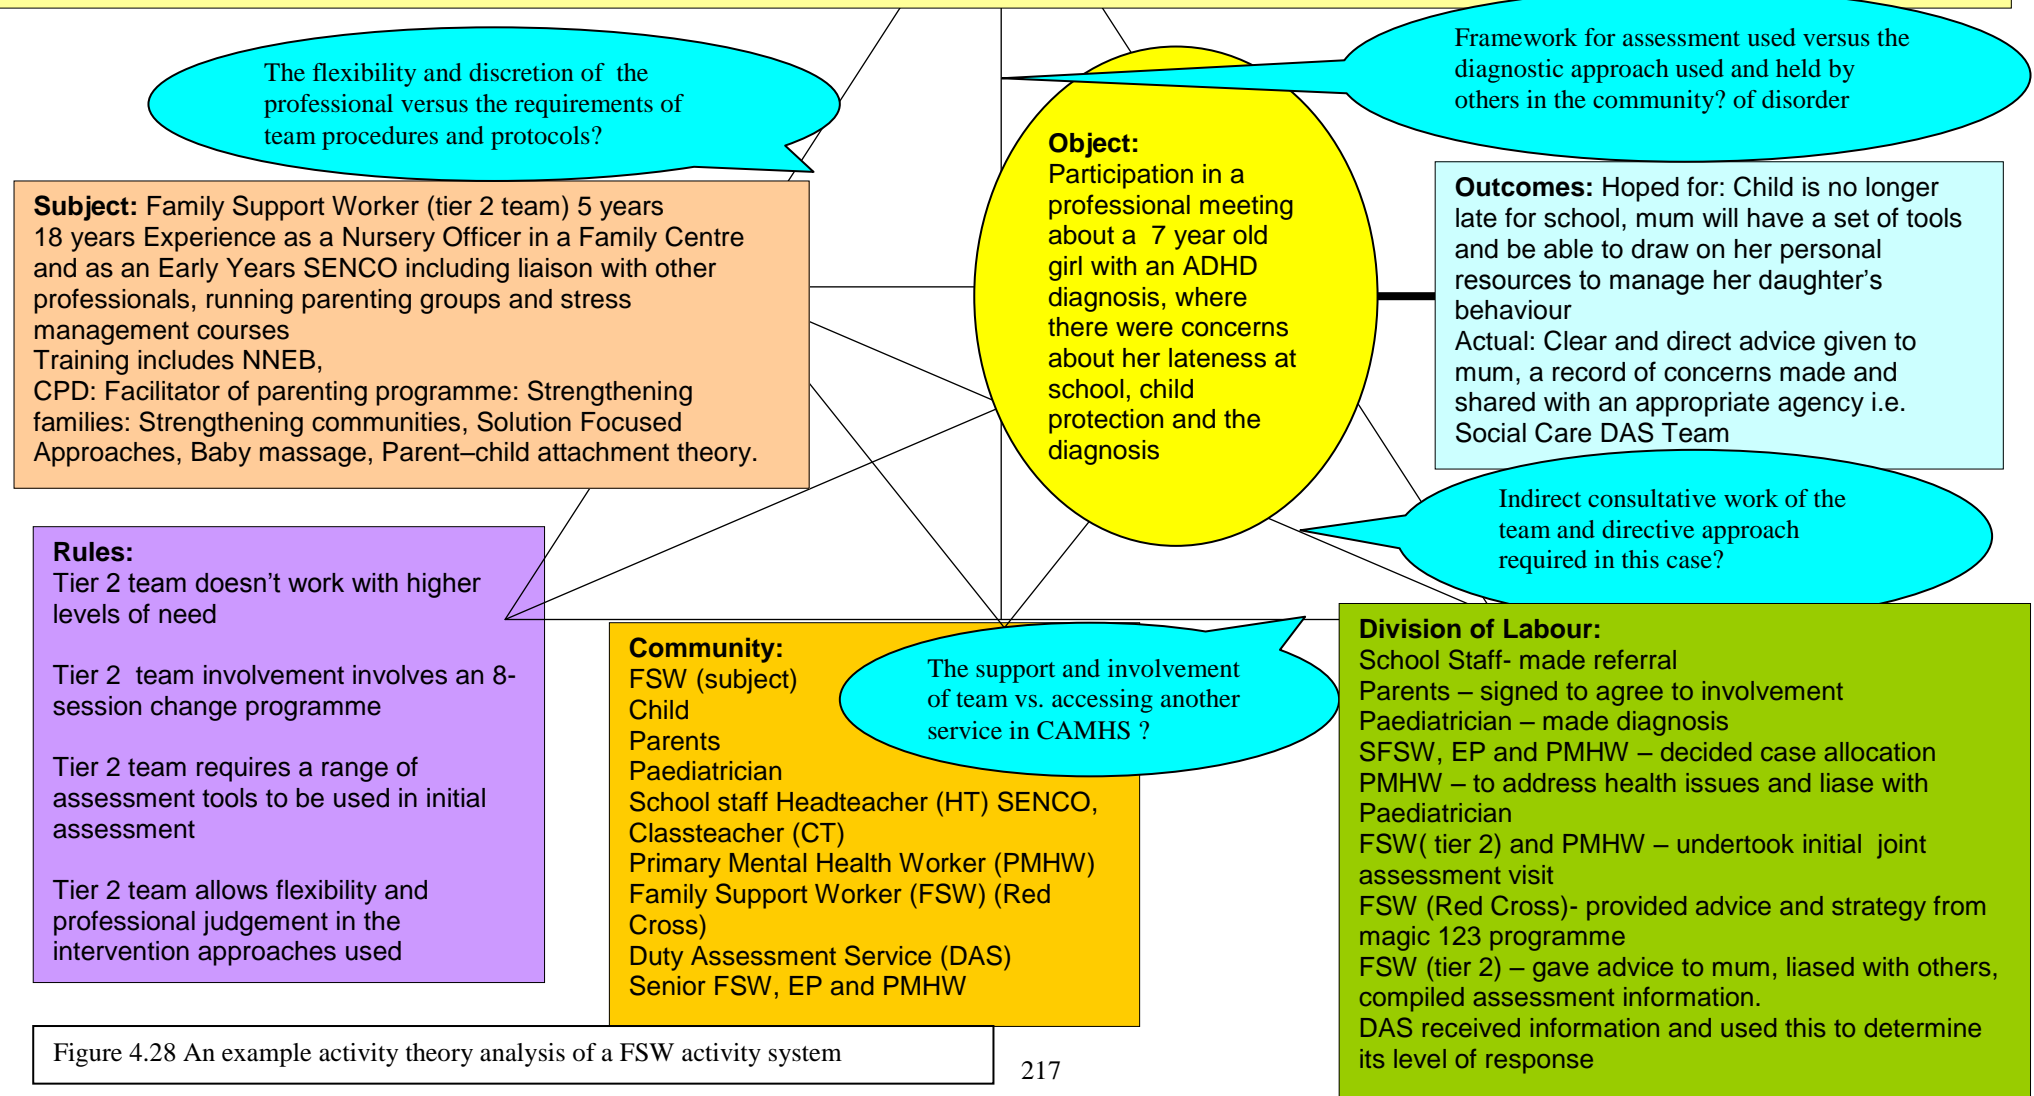 The flexibility and discretion of the
professional versus the requirements of
team procedures and protocols?
Framework for assessment used versus the
diagnostic approach used and held by
others in the community? of disorder
Subject: Family Support Worker (tier 2 team) 5 years
18 years Experience as a Nursery Officer in a Family Centre
and as an Early Years SENCO including liaison with other
professionals, running parenting groups and stress
management courses
Training includes NNEB,
CPD: Facilitator of parenting programme: Strengthening
families: Strengthening communities, Solution Focused
Approaches, Baby massage, Parent–child attachment theory.
Object:
Participation in a
professional meeting
about a  7 year old
girl with an ADHD
diagnosis, where
there were concerns
about her lateness at
school, child
protection and the
diagnosis
Outcomes: Hoped for: Child is no longer
late for school, mum will have a set of tools
and be able to draw on her personal
resources to manage her daughter's
behaviour
Actual: Clear and direct advice given to
mum, a record of concerns made and
shared with an appropriate agency i.e.
Social Care DAS Team
Indirect consultative work of the
team and directive approach
required in this case?
Rules:
Tier 2 team doesn't work with higher
levels of need
Tier 2  team involvement involves an 8-
session change programme
Tier 2 team requires a range of
assessment tools to be used in initial
assessment
Tier 2 team allows flexibility and
professional judgement in the
intervention approaches used
Community:
FSW (subject)
Child
Parents
Paediatrician
School staff Headteacher (HT) SENCO,
Classteacher (CT)
Primary Mental Health Worker (PMHW)
Family Support Worker (FSW) (Red
Cross)
Duty Assessment Service (DAS)
Senior FSW, EP and PMHW
The support and involvement
of team vs. accessing another
service in CAMHS ?
Division of Labour:
School Staff- made referral
Parents – signed to agree to involvement
Paediatrician – made diagnosis
SFSW, EP and PMHW – decided case allocation
PMHW – to address health issues and liase with
Paediatrician
FSW( tier 2) and PMHW – undertook initial  joint
assessment visit
FSW (Red Cross)- provided advice and strategy from
magic 123 programme
FSW (tier 2) – gave advice to mum, liased with others,
compiled assessment information.
DAS received information and used this to determine
its level of response
Figure 4.28 An example activity theory analysis of a FSW activity system
217